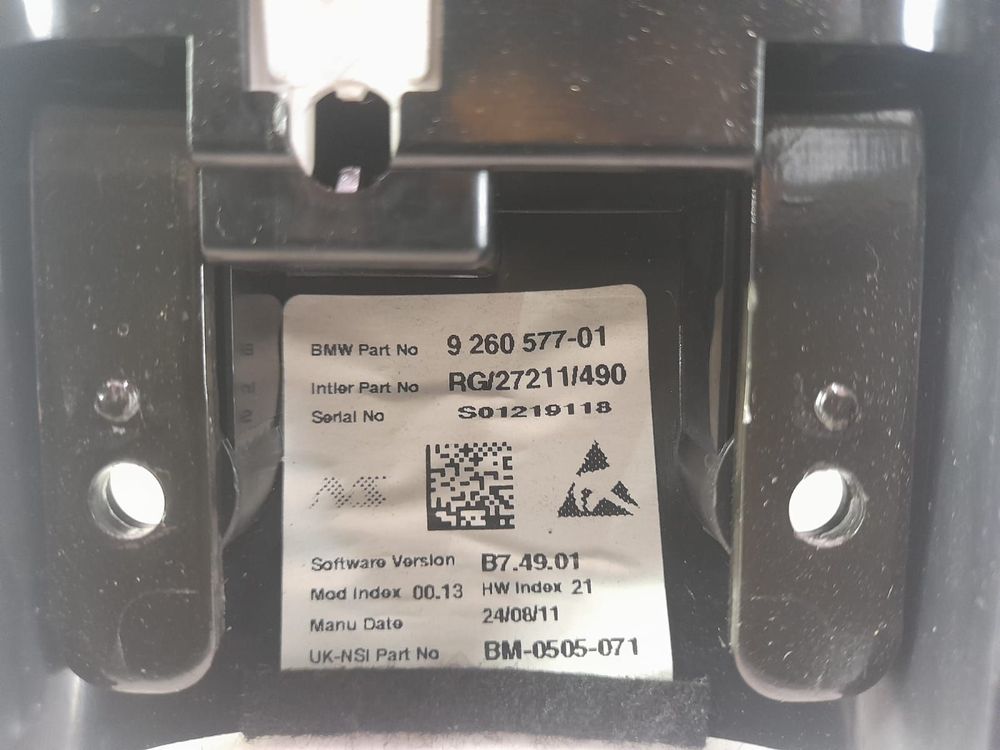 BMW Part No 9 260 577-01
Intier Part No RG/27211/490
Serial No S01219118
Software Version B7.49.01
Mod Index 00.13 HW Index 21
Manu Date 24/08/11
UK-NSI Part No BM-0505-071